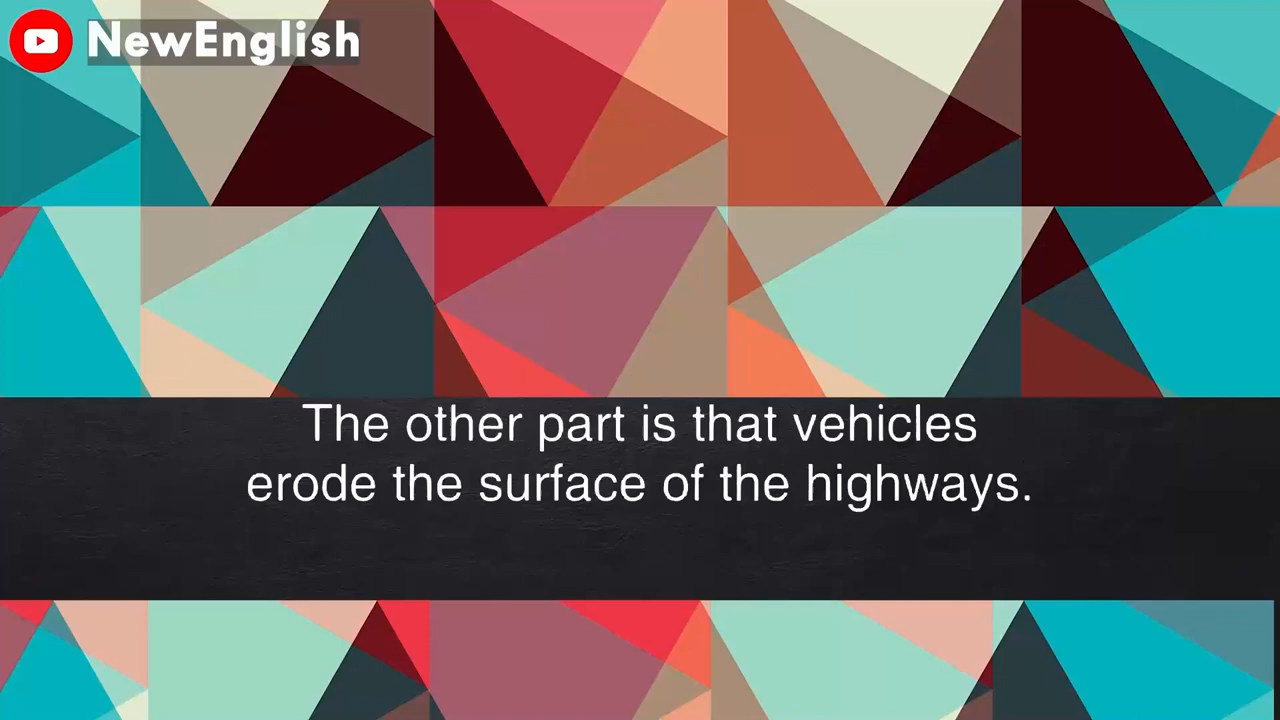 NewEnglish
The other part is that vehicles
erode the surface of the highways.